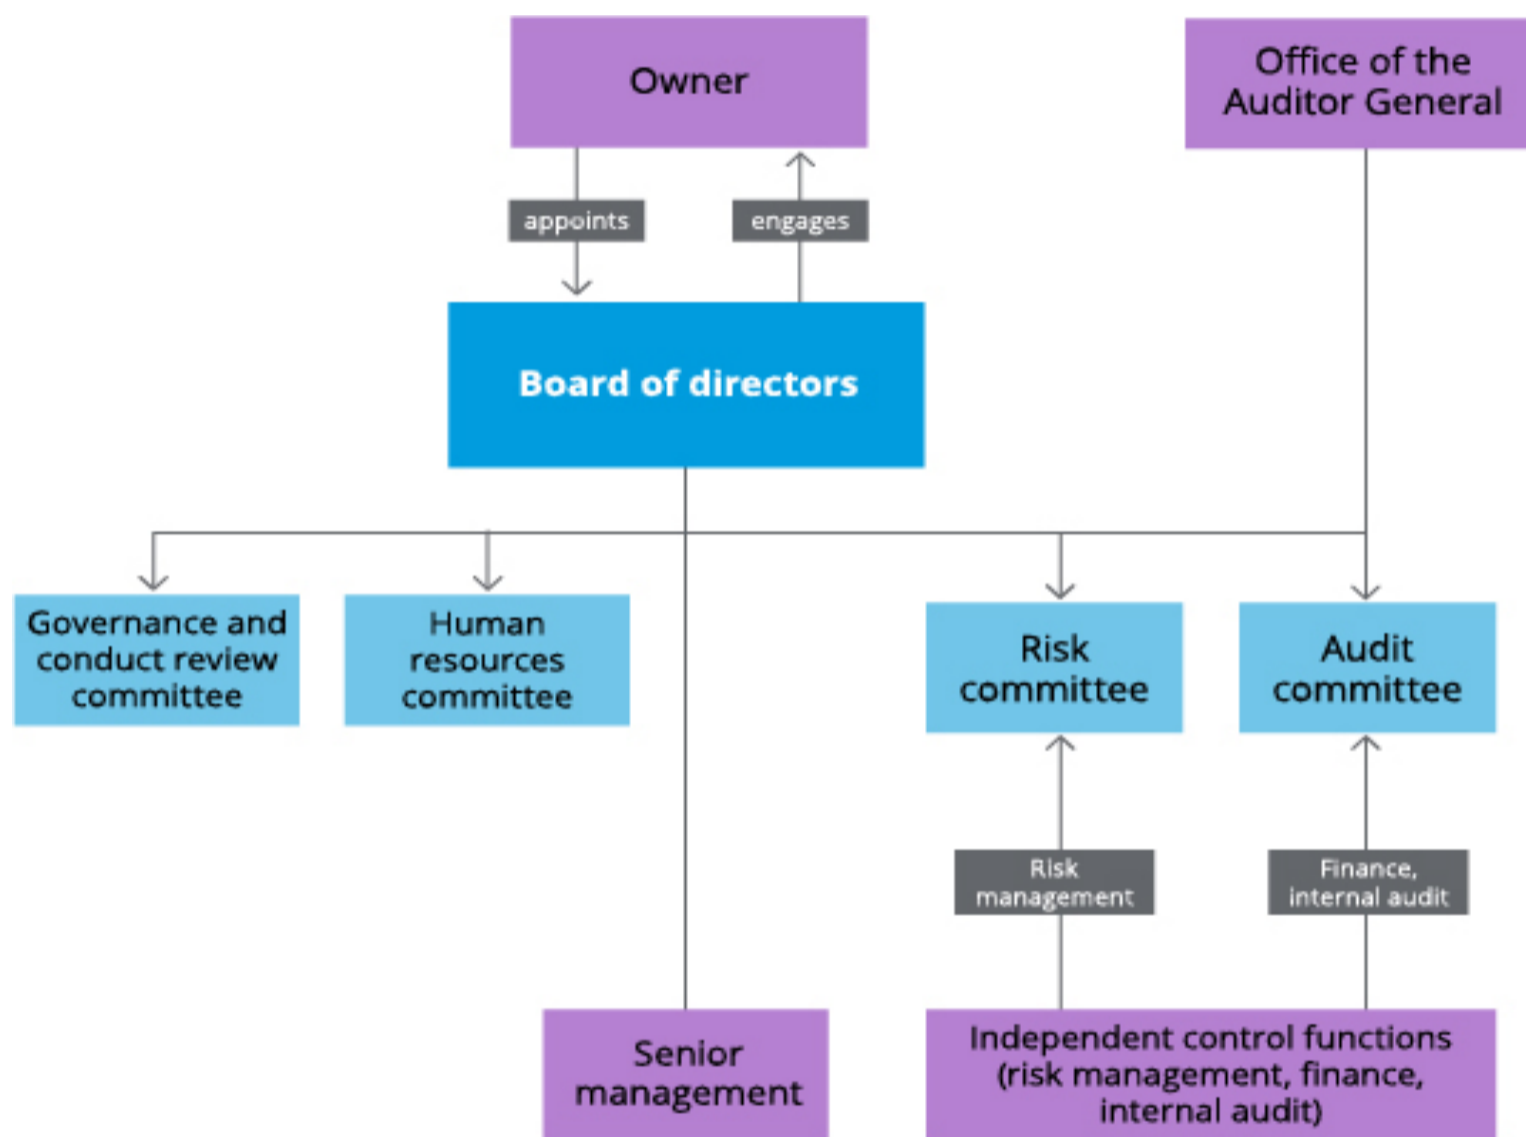 Owner
Office of the
Auditor General
appoints
engages
Board of directors
Governance and
conduct review
committee
Human
resources
committee
Risk
committee
Audit
committee
Risk
management
Finance,
internal audit
Senior
management
Independent control functions
(risk management, finance,
internal audit)